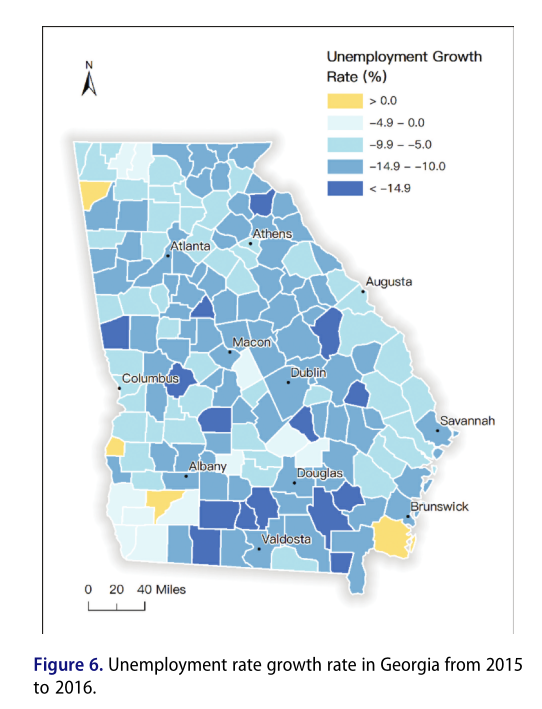 Unemployment Growth
Rate (%)
N
> 0.0
−4.9 – 0.0
−9.9 – −5.0
−14.9 – −10.0
< −14.9
Athens
Atlanta
Augusta
Macon
Dublin
Columbus
Savannah
Albany
Douglas
Brunswick
Valdosta
0 20 40 Miles
Figure 6. Unemployment rate growth rate in Georgia from 2015
to 2016.